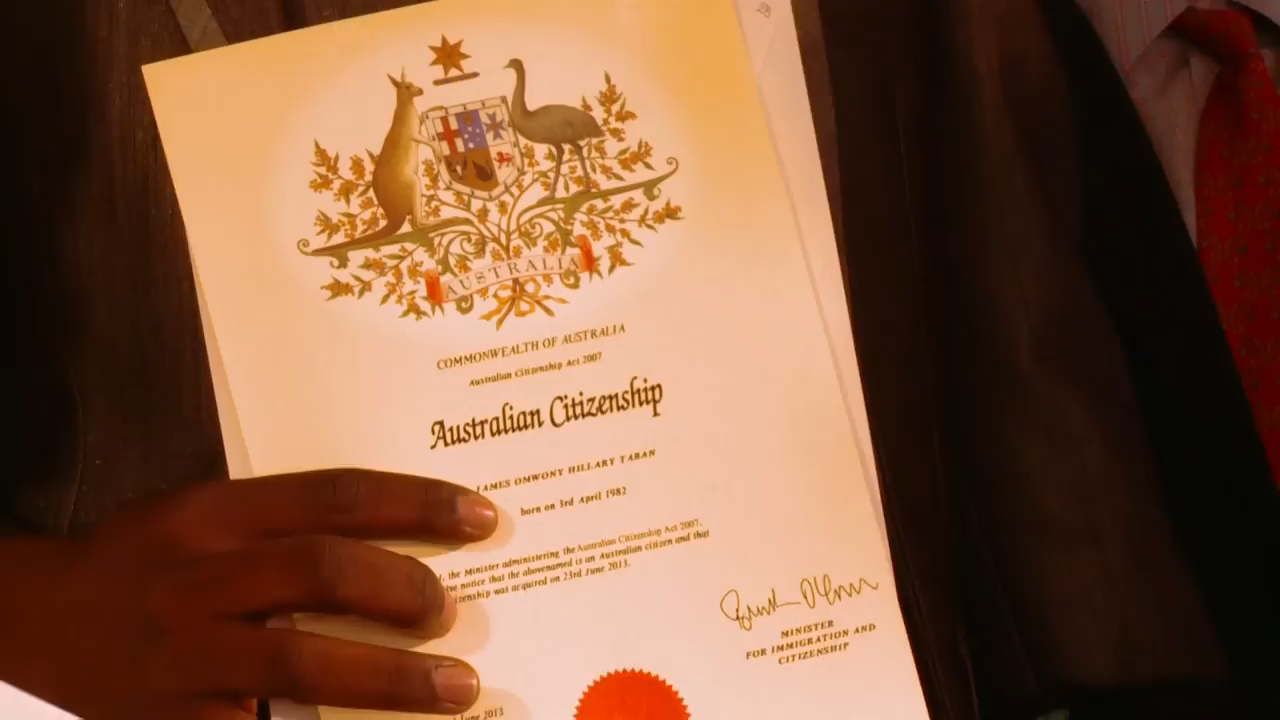 AUSTRALIA
COMMONWEALTH OF AUSTRALIA
Australian Citizenship Act 2007
Australian Citizenship
JAMES OMWONY HILLARY TABAN
born on 3rd April 1982
I, the Minister administering the Australian Citizenship Act 2007,
notice that the abovenamed is an Australian citizen and that
was acquired on 23rd June 2013.
MINISTER
FOR IMMIGRATION AND
CITIZENSHIP
June 2013